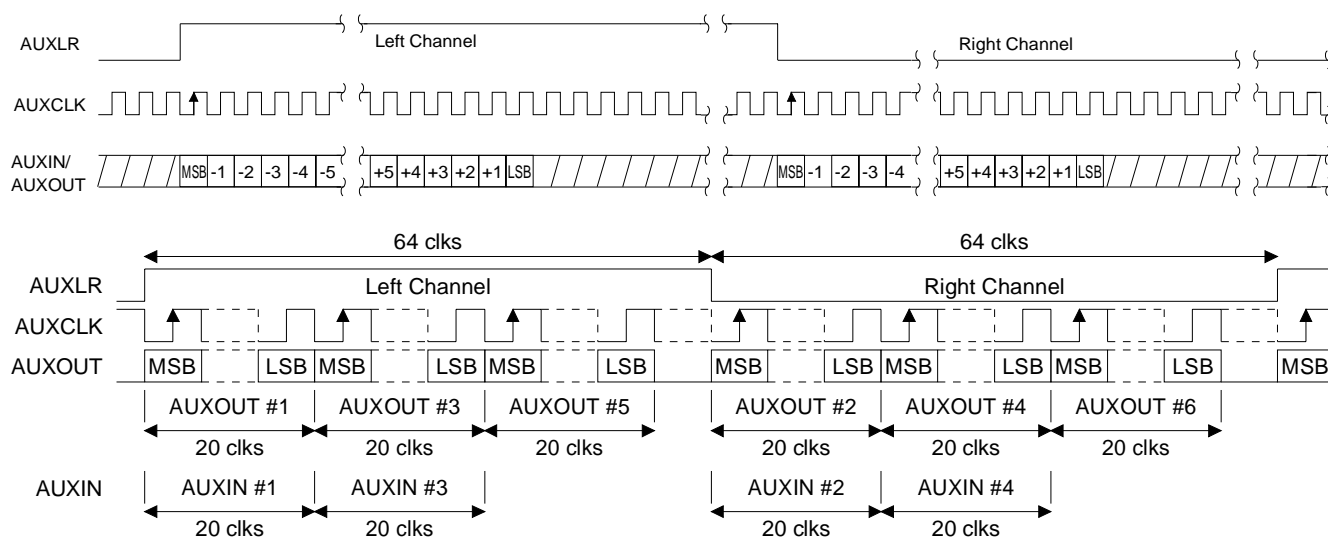 AUXLR Left Channel Right Channel
AUXCLK
AUXIN/
AUXOUT
MSB -1 -2 -3 -4 -5 +5 +4 +3 +2 +1 LSB MSB -1 -2 -3 -4 +5 +4 +3 +2 +1 LSB
64 clks 64 clks
AUXLR Left Channel Right Channel
AUXCLK
AUXOUT MSB LSB MSB LSB MSB LSB MSB LSB MSB LSB MSB LSB MSB
AUXOUT #1 AUXOUT #3 AUXOUT #5 AUXOUT #2 AUXOUT #4 AUXOUT #6
20 clks 20 clks 20 clks 20 clks 20 clks 20 clks
AUXIN AUXIN #1 AUXIN #3 AUXIN #2 AUXIN #4
20 clks 20 clks 20 clks 20 clks